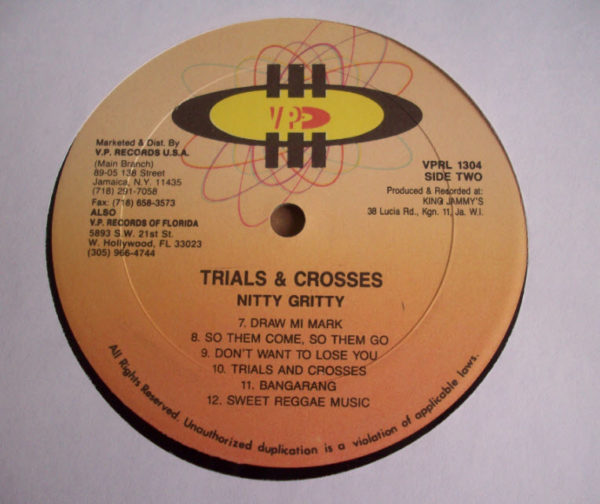 VP
Marketed & Dist. By
V.P. RECORDS U.S.A.
(Main Branch)
89-05 138 Street
Jamaica, N.Y. 11435
(718) 291-7058
Fax: (718) 658-3573
ALSO
V.P. RECORDS OF FLORIDA
5893 S.W. 21st St.
W. Hollywood, FL 33023
(305) 966-4744
VPRL 1304
SIDE TWO
Produced & Recorded at:
KING JAMMY'S
38 Lucia Rd., Kgn. 11, Ja. W.I.
TRIALS & CROSSES
NITTY GRITTY
7. DRAW MI MARK
8. SO THEM COME, SO THEM GO
9. DON'T WANT TO LOSE YOU
10. TRIALS AND CROSSES
11. BANGARANG
12. SWEET REGGAE MUSIC
All Rights Reserved. Unauthorized duplication is a violation of applicable laws.